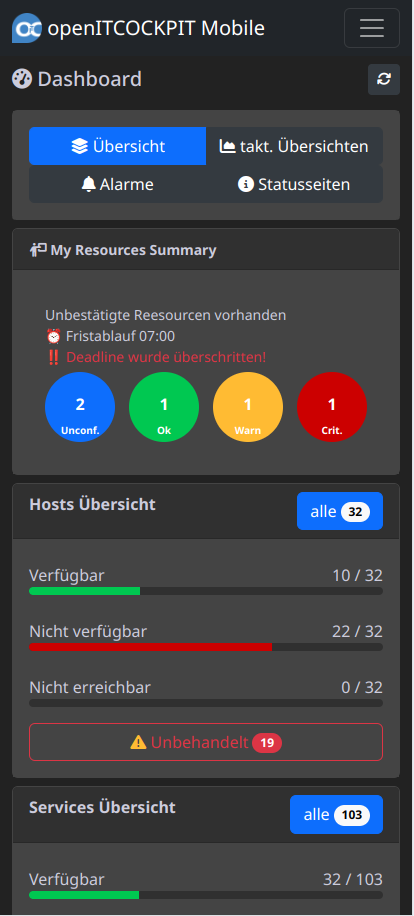 openITCOCKPIT Mobile
Dashboard
Übersicht
takt. Übersichten
Alarme
Statusseiten
My Resources Summary
Unbestätigte Reesourcen vorhanden
⏰ Fristablauf 07:00
‼ Deadline wurde überschritten!
2 Unconf.
1 Ok
1 Warn
1 Crit.
Hosts Übersicht
alle 32
Verfügbar 10 / 32
Nicht verfügbar 22 / 32
Nicht erreichbar 0 / 32
Unbehandelt 19
Services Übersicht
alle 103
Verfügbar 32 / 103